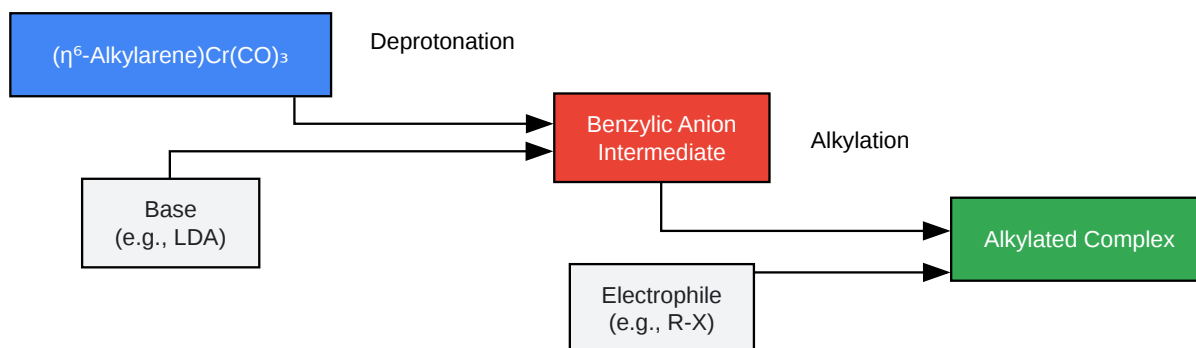 (η⁶-Alkylarene)Cr(CO)₃
Deprotonation
Base
(e.g., LDA)
Benzylic Anion
Intermediate
Alkylation
Electrophile
(e.g., R-X)
Alkylated Complex